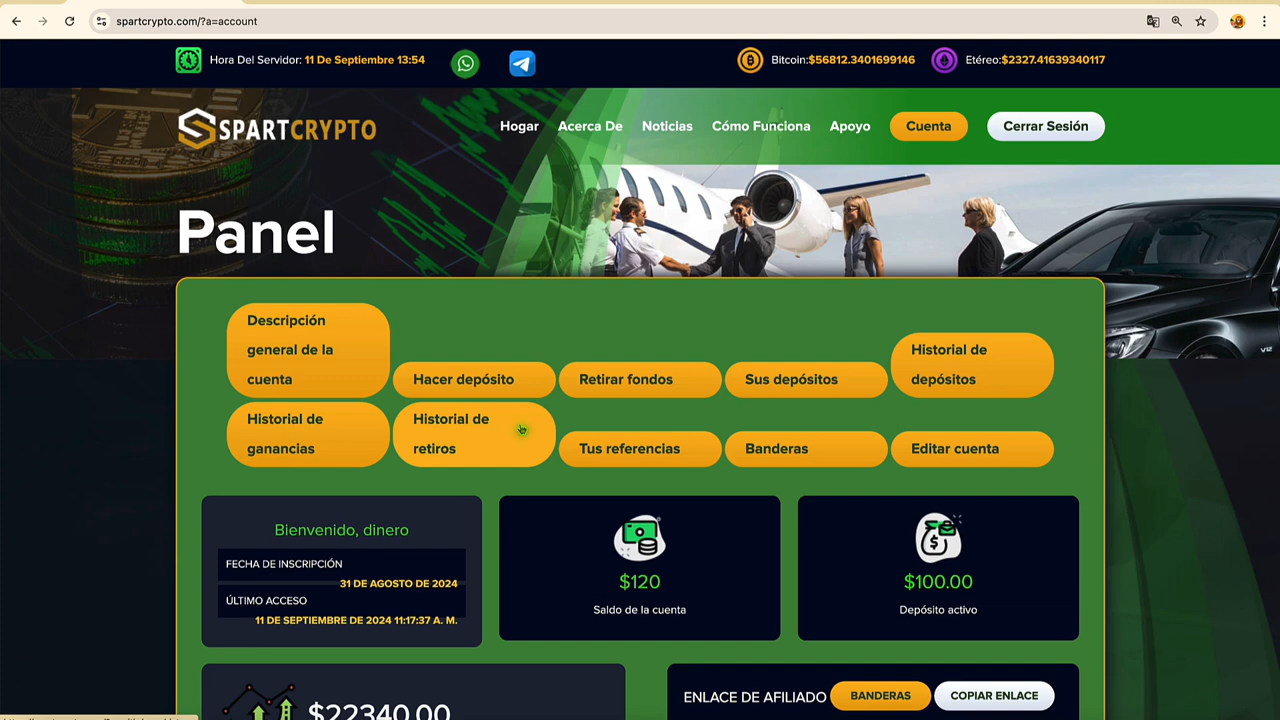 spartcrypto.com/?a=account
Hora Del Servidor: 11 De Septiembre 13:54
Bitcoin:$56812.3401699146
Etéreo:$2327.41639340117
SPARTCRYPTO
Hogar Acerca De Noticias Cómo Funciona Apoyo Cuenta Cerrar Sesión
Panel
Descripción
general de la
cuenta
Hacer depósito
Retirar fondos
Sus depósitos
Historial de
depósitos
Historial de
ganancias
Historial de
retiros
Tus referencias
Banderas
Editar cuenta
Bienvenido, dinero
FECHA DE INSCRIPCIÓN
31 DE AGOSTO DE 2024
ÚLTIMO ACCESO
11 DE SEPTIEMBRE DE 2024 11:17:37 A. M.
$120
Saldo de la cuenta
$100.00
Depósito activo
$22340.00
ENLACE DE AFILIADO BANDERAS COPIAR ENLACE